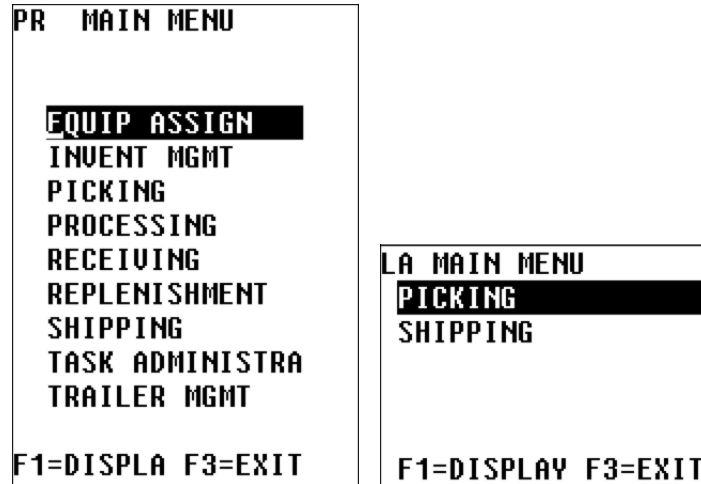 PR MAIN MENU
EQUIP ASSIGN
INVENT MGMT
PICKING
PROCESSING
RECEIVING
REPLENISHMENT
SHIPPING
TASK ADMINISTRA
TRAILER MGMT
F1=DISPLA F3=EXIT
LA MAIN MENU
PICKING
SHIPPING
F1=DISPLAY F3=EXIT